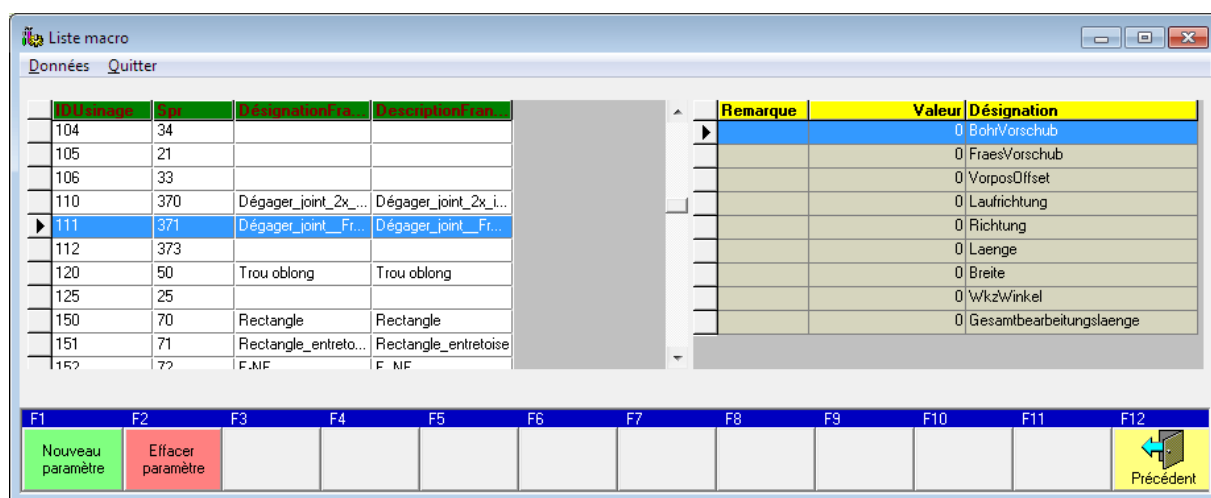 Liste macro
Données Quitter
IDUsinage Spr DésignationFra... DescriptionFran... Remarque Valeur Désignation
104 34 0 BohrVorschub
105 21 0 FraesVorschub
106 33 0 VorposOffset
110 370 Dégager_joint_2x_... Dégager_joint_2x_i... 0 Laufrichtung
111 371 Dégager_joint__Fr... Dégager_joint__Fr... 0 Richtung
112 373 0 Laenge
120 50 Trou oblong Trou oblong 0 Breite
125 25 0 WkzWinkel
150 70 Rectangle Rectangle 0 Gesamtbearbeitungslaenge
151 71 Rectangle_entreto... Rectangle_entretoise
152 72
F1 F2 F3 F4 F5 F6 F7 F8 F9 F10 F11 F12
Nouveau paramètre Effacer paramètre Précédent